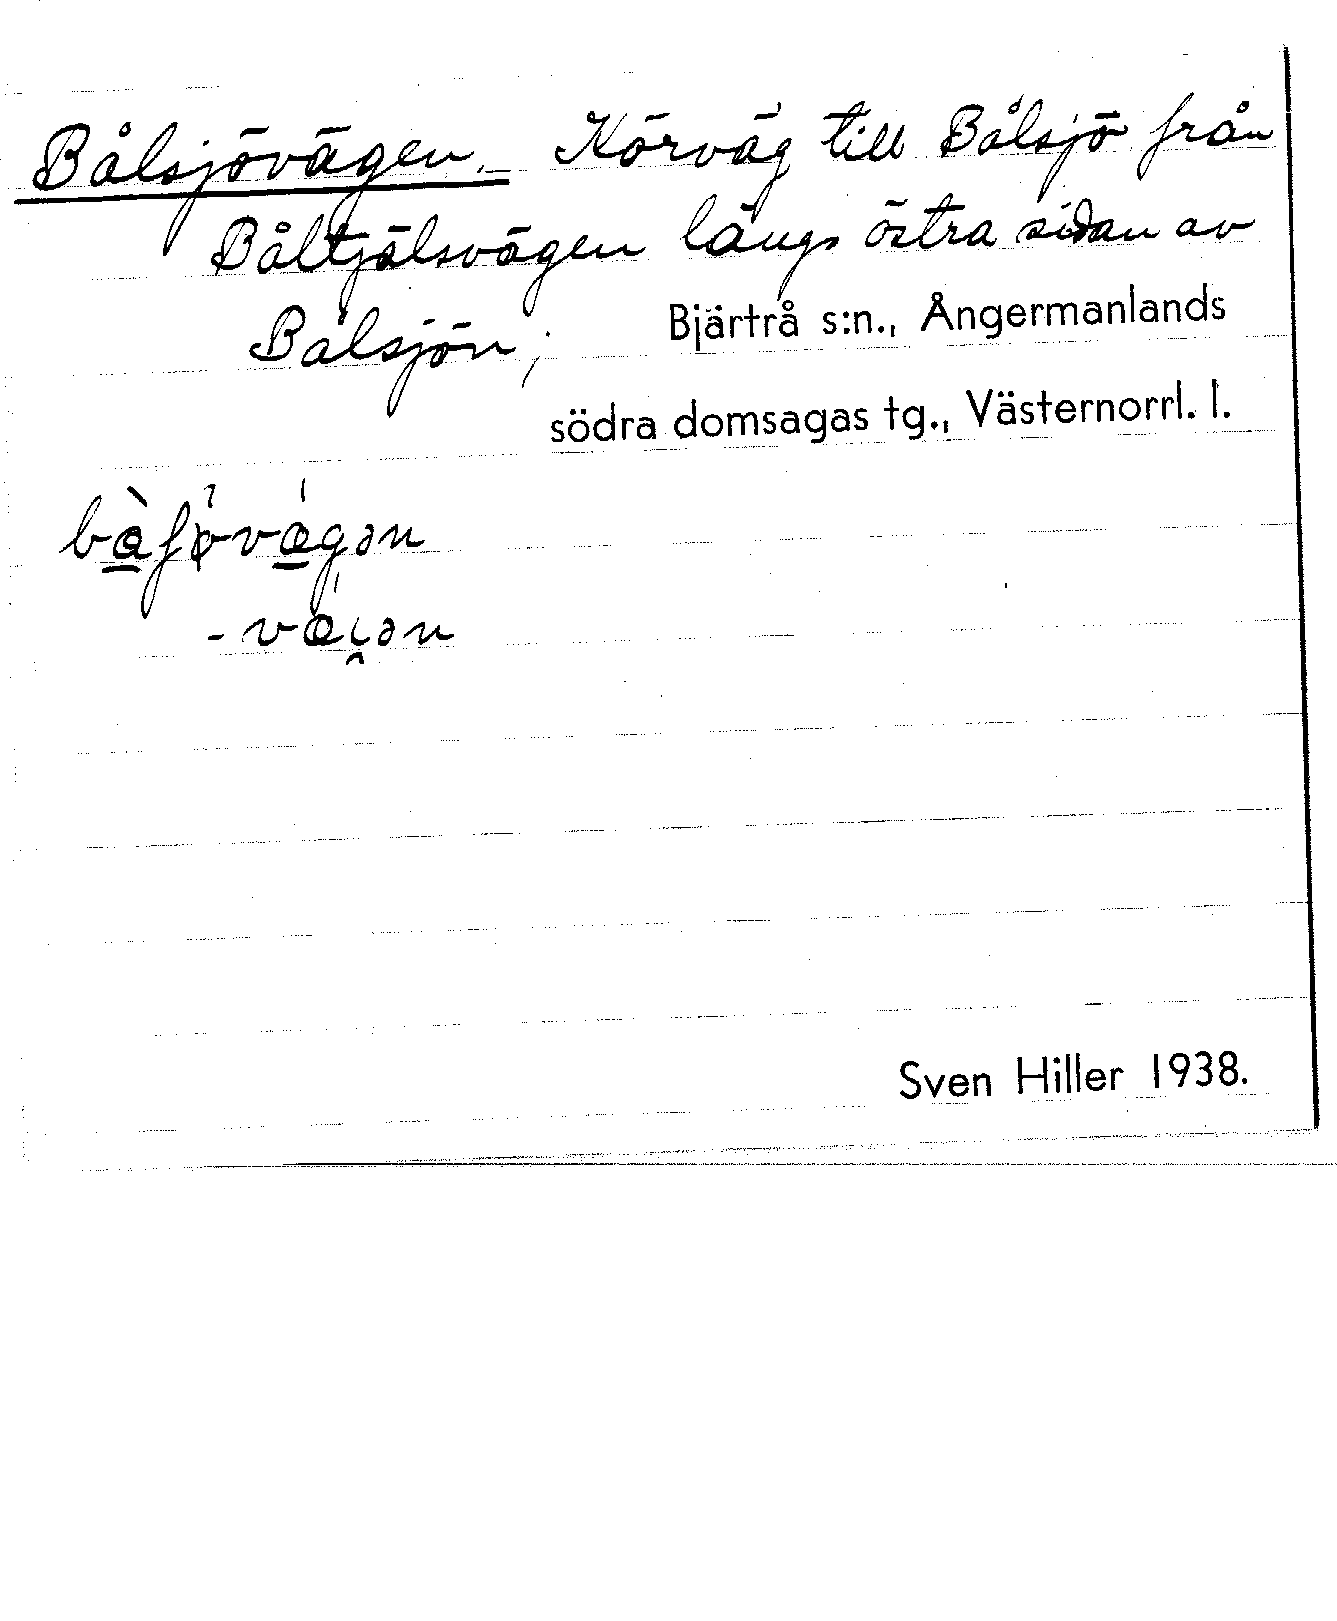 Bålsjövägen. Körväg till Bålsjö från
Båltjälsvägen längs östra sidan av
Bålsjön; Bjärtrå s:n., Ångermanlands
södra domsagas tg., Västernorrl. l.
Sven Hiller 1938.